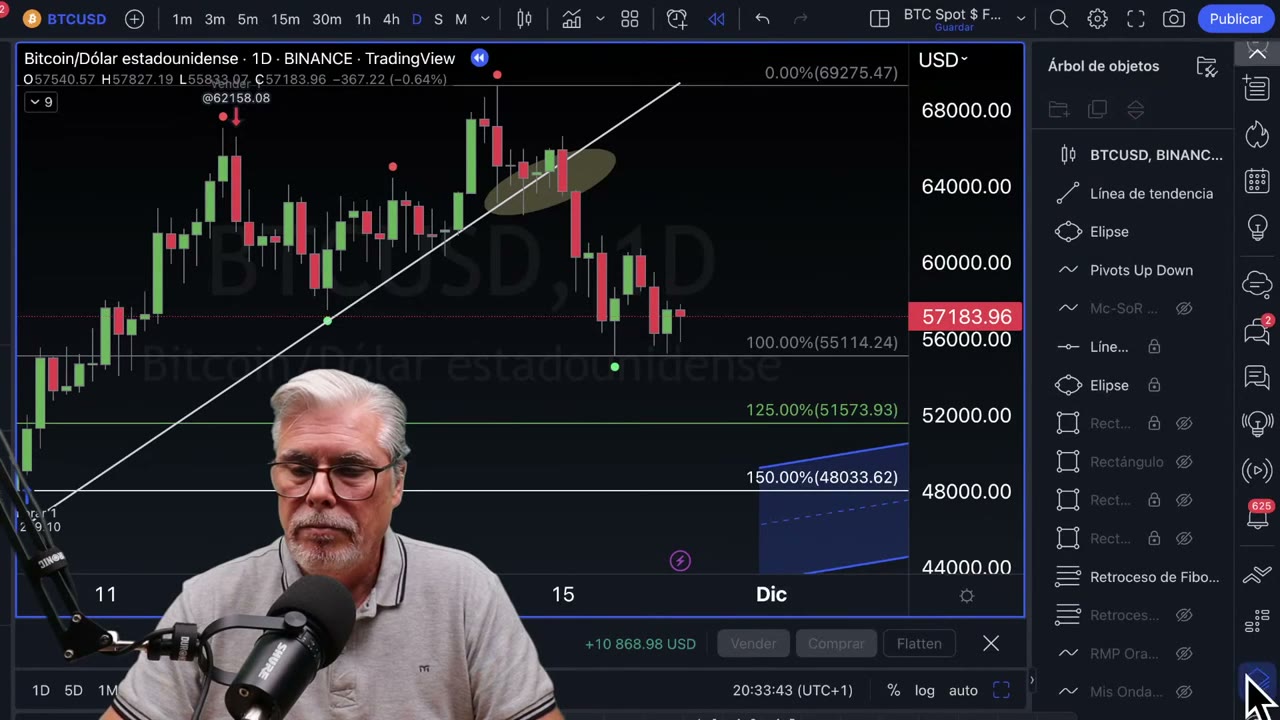 BTCUSD
1m 3m 5m 15m 30m 1h 4h D S M
BTC Spot $ F...
Guardar
Publicar
Bitcoin/Dólar estadounidense · 1D · BINANCE · TradingView
O57540.57 H57827.19 L55833.07 C57183.96 −367.22 (−0.64%)
9
@62158.08
0.00%(69275.47)
USD
68000.00
64000.00
60000.00
57183.96
56000.00
52000.00
48000.00
44000.00
BTCUSD, 1D
Bitcoin/Dólar estadounidense
100.00%(55114.24)
125.00%(51573.93)
150.00%(48033.62)
11
15
Dic
+10 868.98 USD
Vender
Comprar
Flatten
1D 5D 1M
20:33:43 (UTC+1)
% log auto
Árbol de objetos
BTCUSD, BINANC...
Línea de tendencia
Elipse
Pivots Up Down
Mc-SoR ...
Líne...
Elipse
Rect...
Rectángulo
Rect...
Rect...
Retroceso de Fibo...
Retroces...
RMP Ora...
Mis Onda...
2
625
SHURE